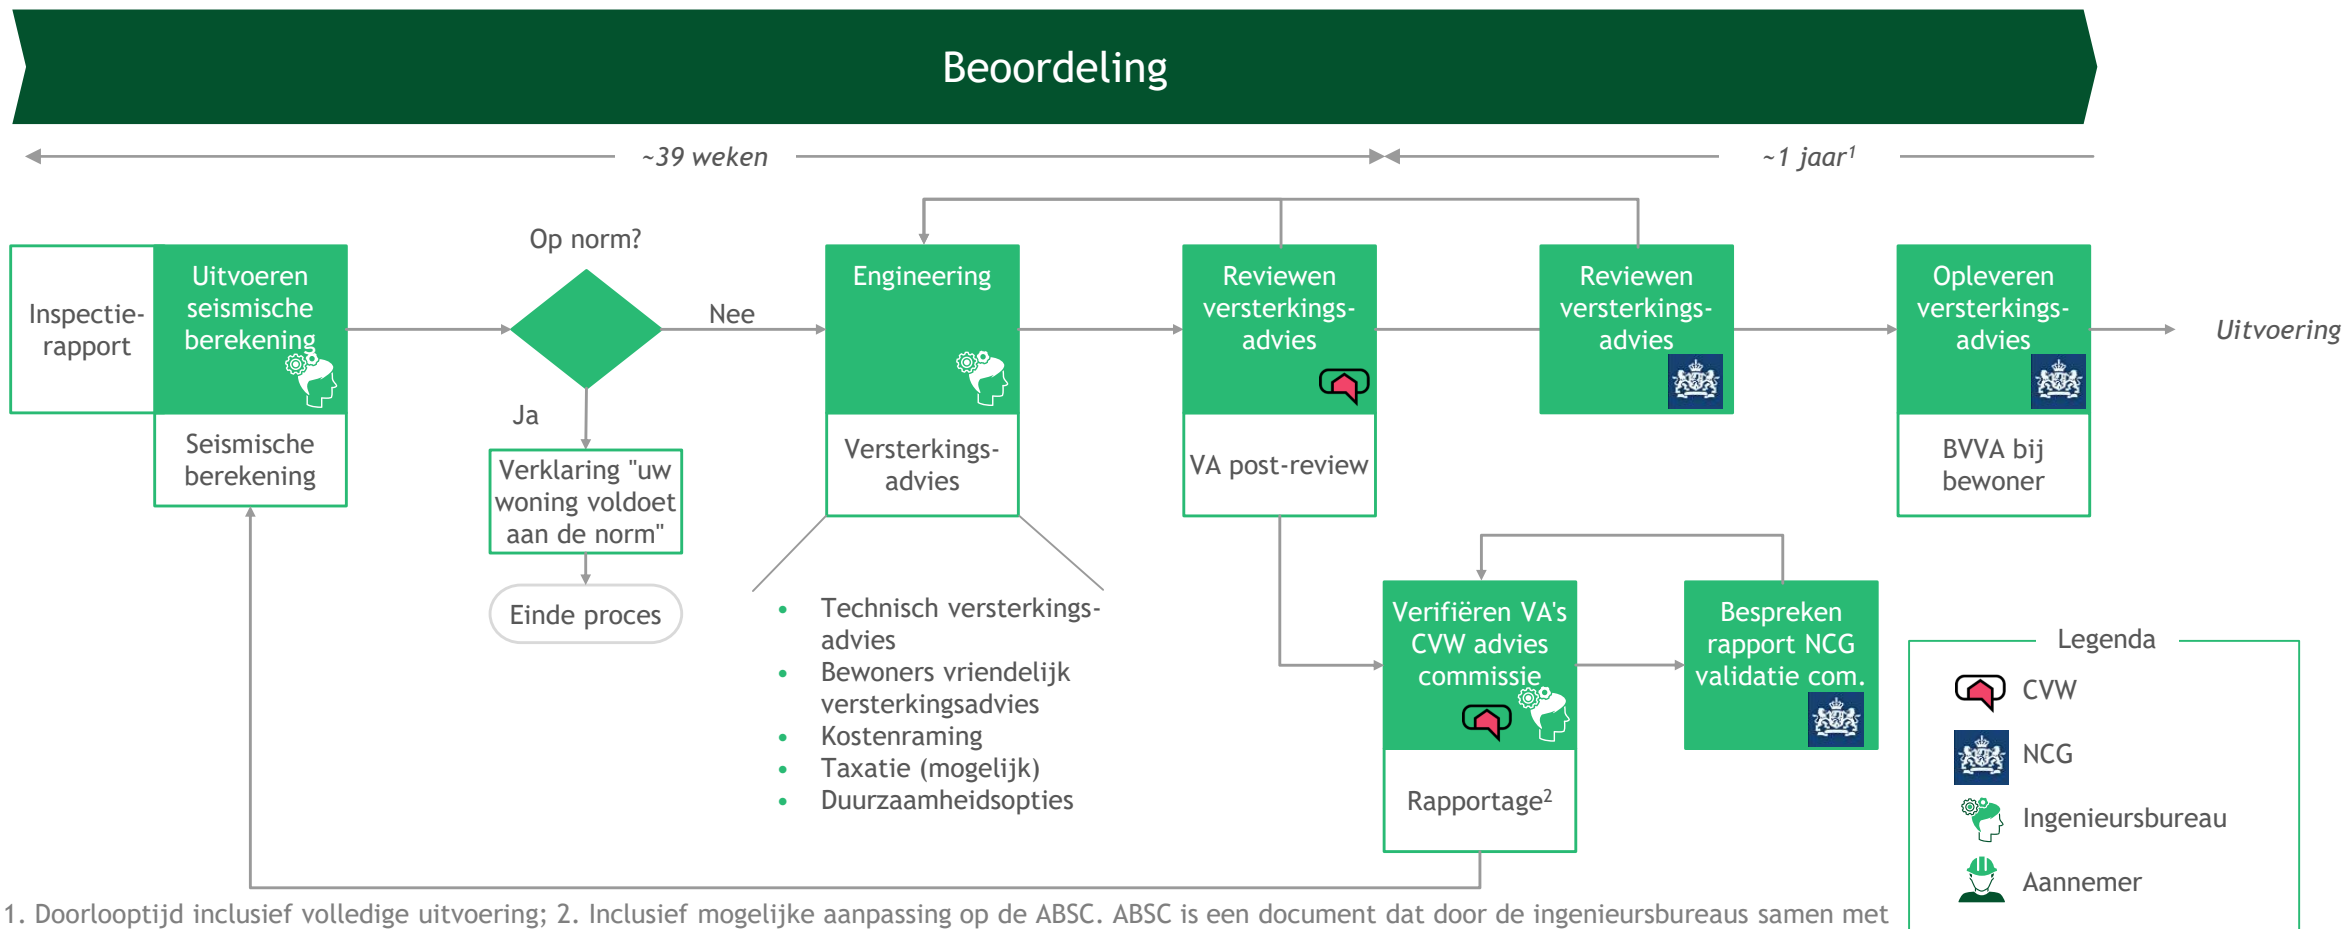 Beoordeling
~39 weken
~1 jaar¹
Op norm?
Inspectie-
rapport
Uitvoeren
seismische
berekening
Seismische
berekening
Nee
Ja
Verklaring "uw
woning voldoet
aan de norm"
Einde proces
Engineering
Versterkings-
advies
• Technisch versterkings-
advies
• Bewoners vriendelijk
versterkingsadvies
• Kostenraming
• Taxatie (mogelijk)
• Duurzaamheidsopties
Reviewen
versterkings-
advies
VA post-review
Reviewen
versterkings-
advies
Opleveren
versterkings-
advies
BVVA bij
bewoner
Uitvoering
Verifiëren VA's
CVW advies
commissie
Rapportage²
Bespreken
rapport NCG
validatie com.
Legenda
CVW
NCG
Ingenieursbureau
Aannemer
1. Doorlooptijd inclusief volledige uitvoering; 2. Inclusief mogelijke aanpassing op de ABSC. ABSC is een document dat door de ingenieursbureaus samen met